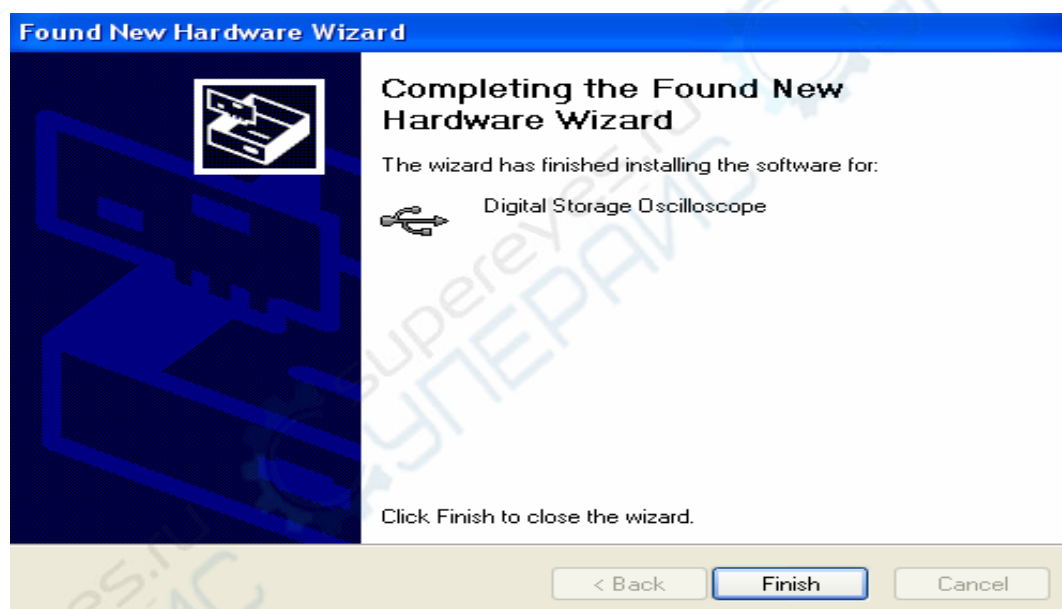 Found New Hardware Wizard
Completing the Found New
Hardware Wizard
The wizard has finished installing the software for:
Digital Storage Oscilloscope
supereyes.ru
СУПЕРАЙС
Click Finish to close the wizard.
< Back
Finish
Cancel